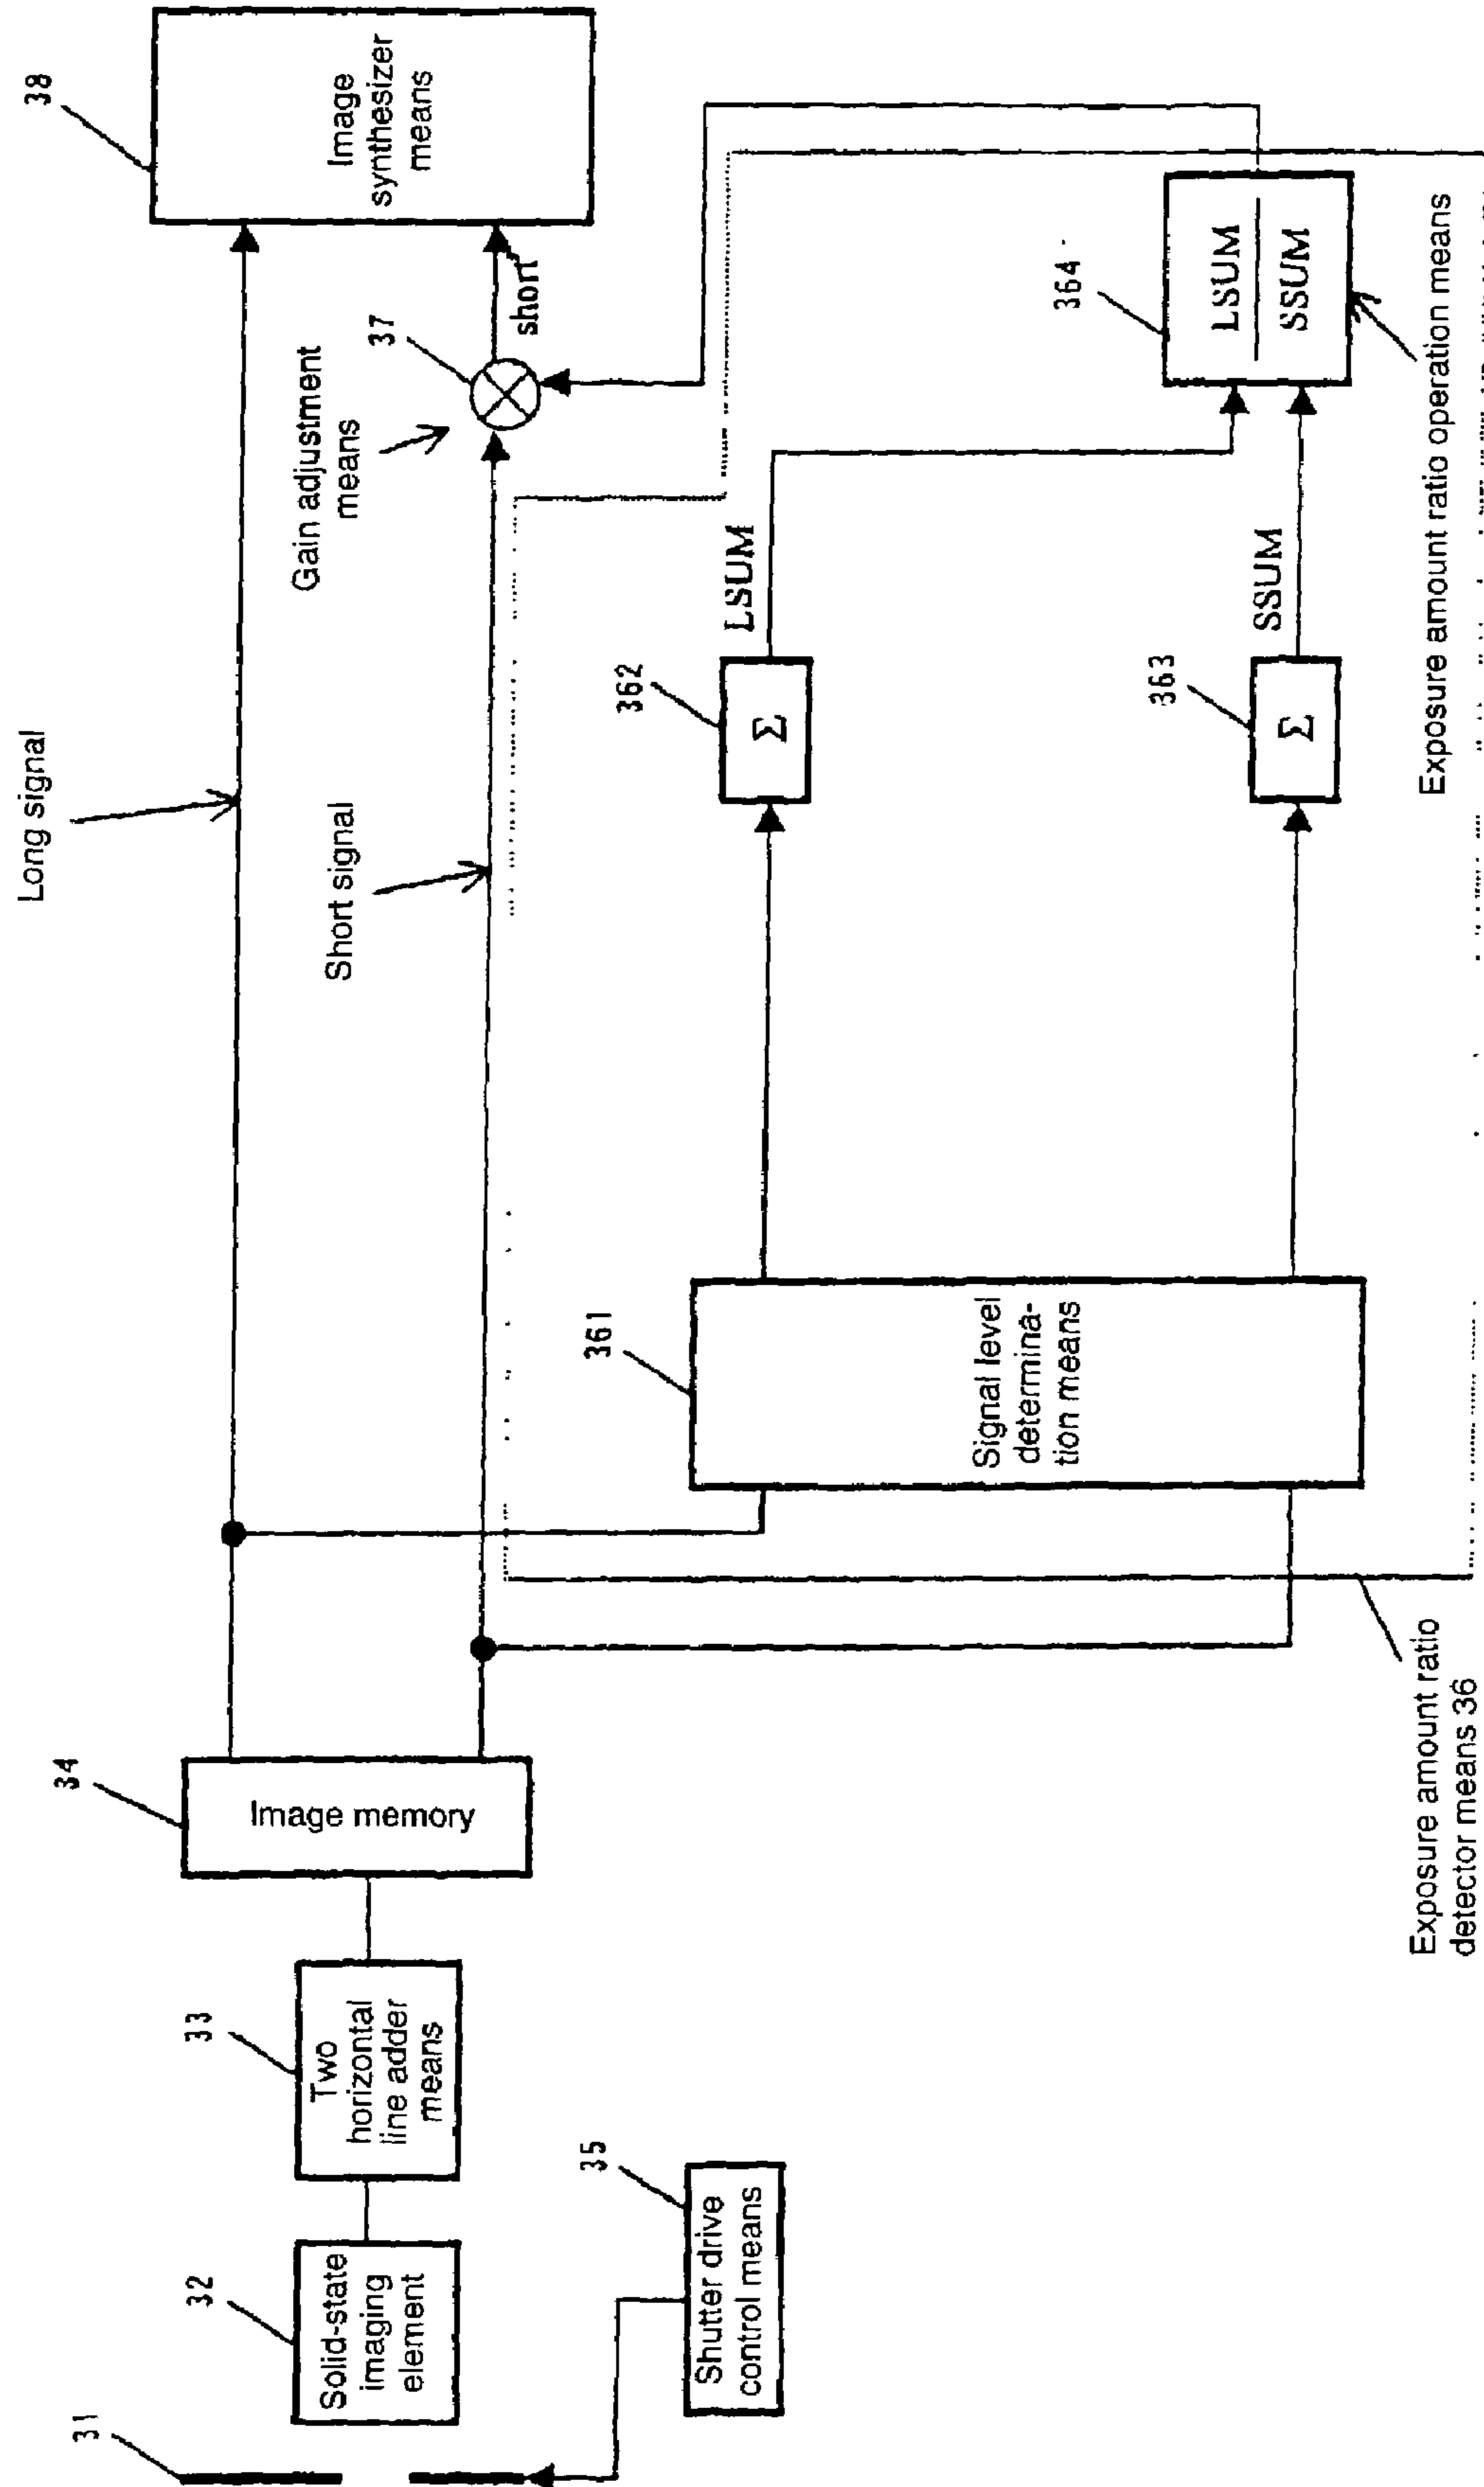 31
32
Solid-state
imaging
element
33
Two
horizontal
line adder
means
34
Image memory
35
Shutter drive
control means
Long signal
Short signal
Gain adjustment
means
37
short
38
Image
synthesizer
means
361
Signal level
determina-
tion means
362
Σ
LSUM
363
Σ
SSUM
364
LSUM
SSUM
Exposure amount ratio operation means
Exposure amount ratio
detector means 36